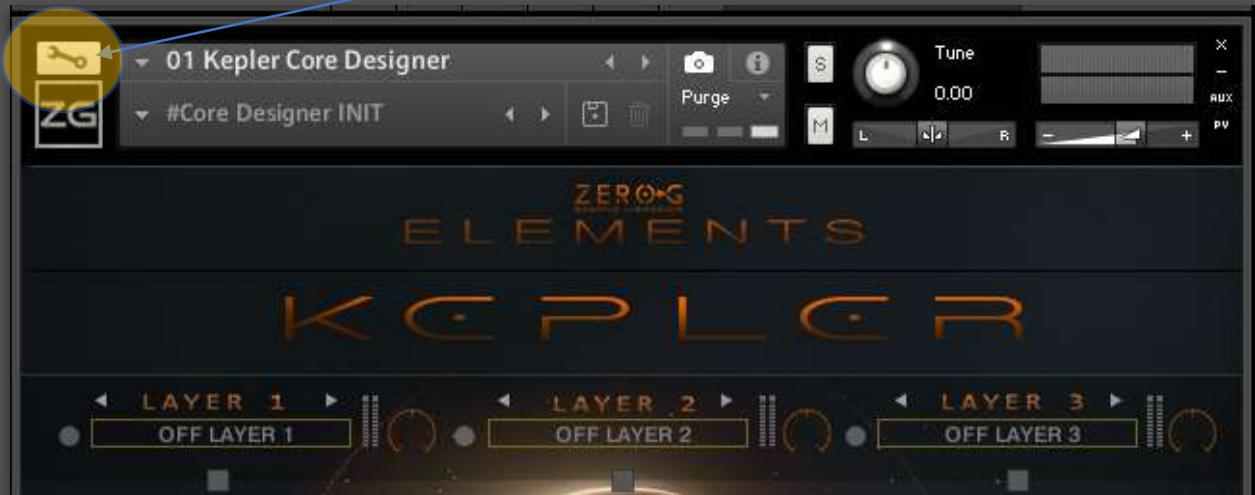 01 Kepler Core Designer
S
Tune
X
ZG
#Core Designer INIT
Purge
M
0.00
AUX
PV
L
R
-
+
ZERO-G
ELEMENTS
KEPLER
LAYER 1
LAYER 2
LAYER 3
OFF LAYER 1
OFF LAYER 2
OFF LAYER 3